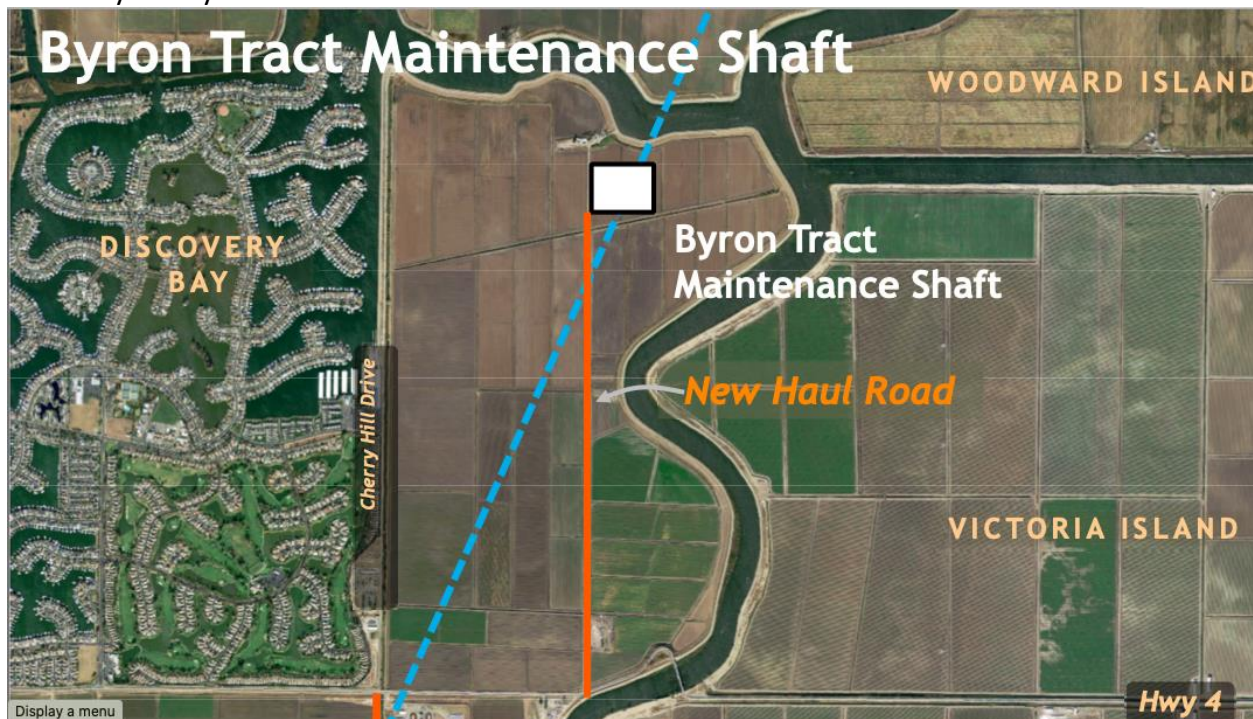 Byron Tract Maintenance Shaft
WOODWARD ISLAND
DISCOVERY
BAY
Byron Tract
Maintenance Shaft
Cherry Hill Drive
New Haul Road
VICTORIA ISLAND
Hwy 4
Display a menu